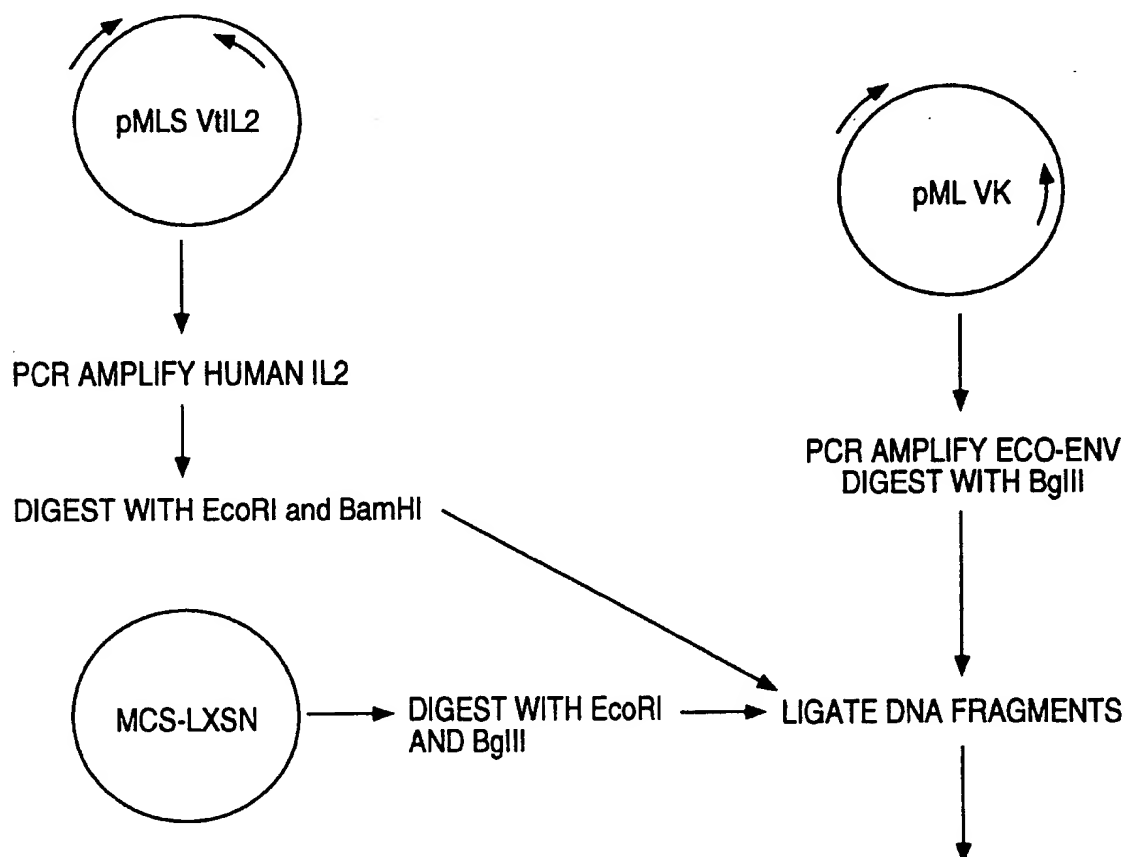 pMLS VtIL2
pML VK
PCR AMPLIFY HUMAN IL2
DIGEST WITH EcoRI and BamHI
PCR AMPLIFY ECO-ENV
DIGEST WITH BglII
MCS-LXSN
DIGEST WITH EcoRI
AND BglII
LIGATE DNA FRAGMENTS